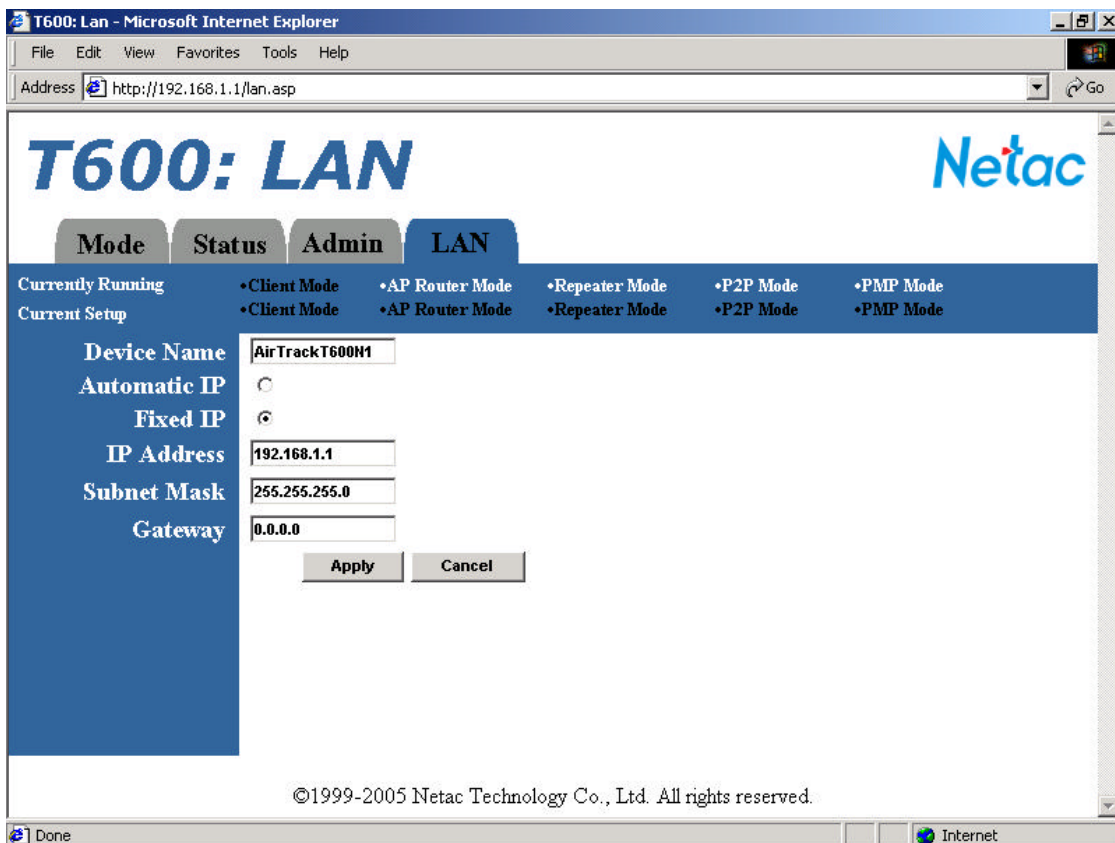 T600: Lan - Microsoft Internet Explorer
File Edit View Favorites Tools Help
Address http://192.168.1.1/lan.asp Go
T600: LAN
Netac
Mode Status Admin LAN
Currently Running •Client Mode •AP Router Mode •Repeater Mode •P2P Mode •PMP Mode
Current Setup •Client Mode •AP Router Mode •Repeater Mode •P2P Mode •PMP Mode
Device Name AirTrackT600N1
Automatic IP
Fixed IP
IP Address 192.168.1.1
Subnet Mask 255.255.255.0
Gateway 0.0.0.0
Apply Cancel
©1999-2005 Netac Technology Co., Ltd. All rights reserved.
Done Internet